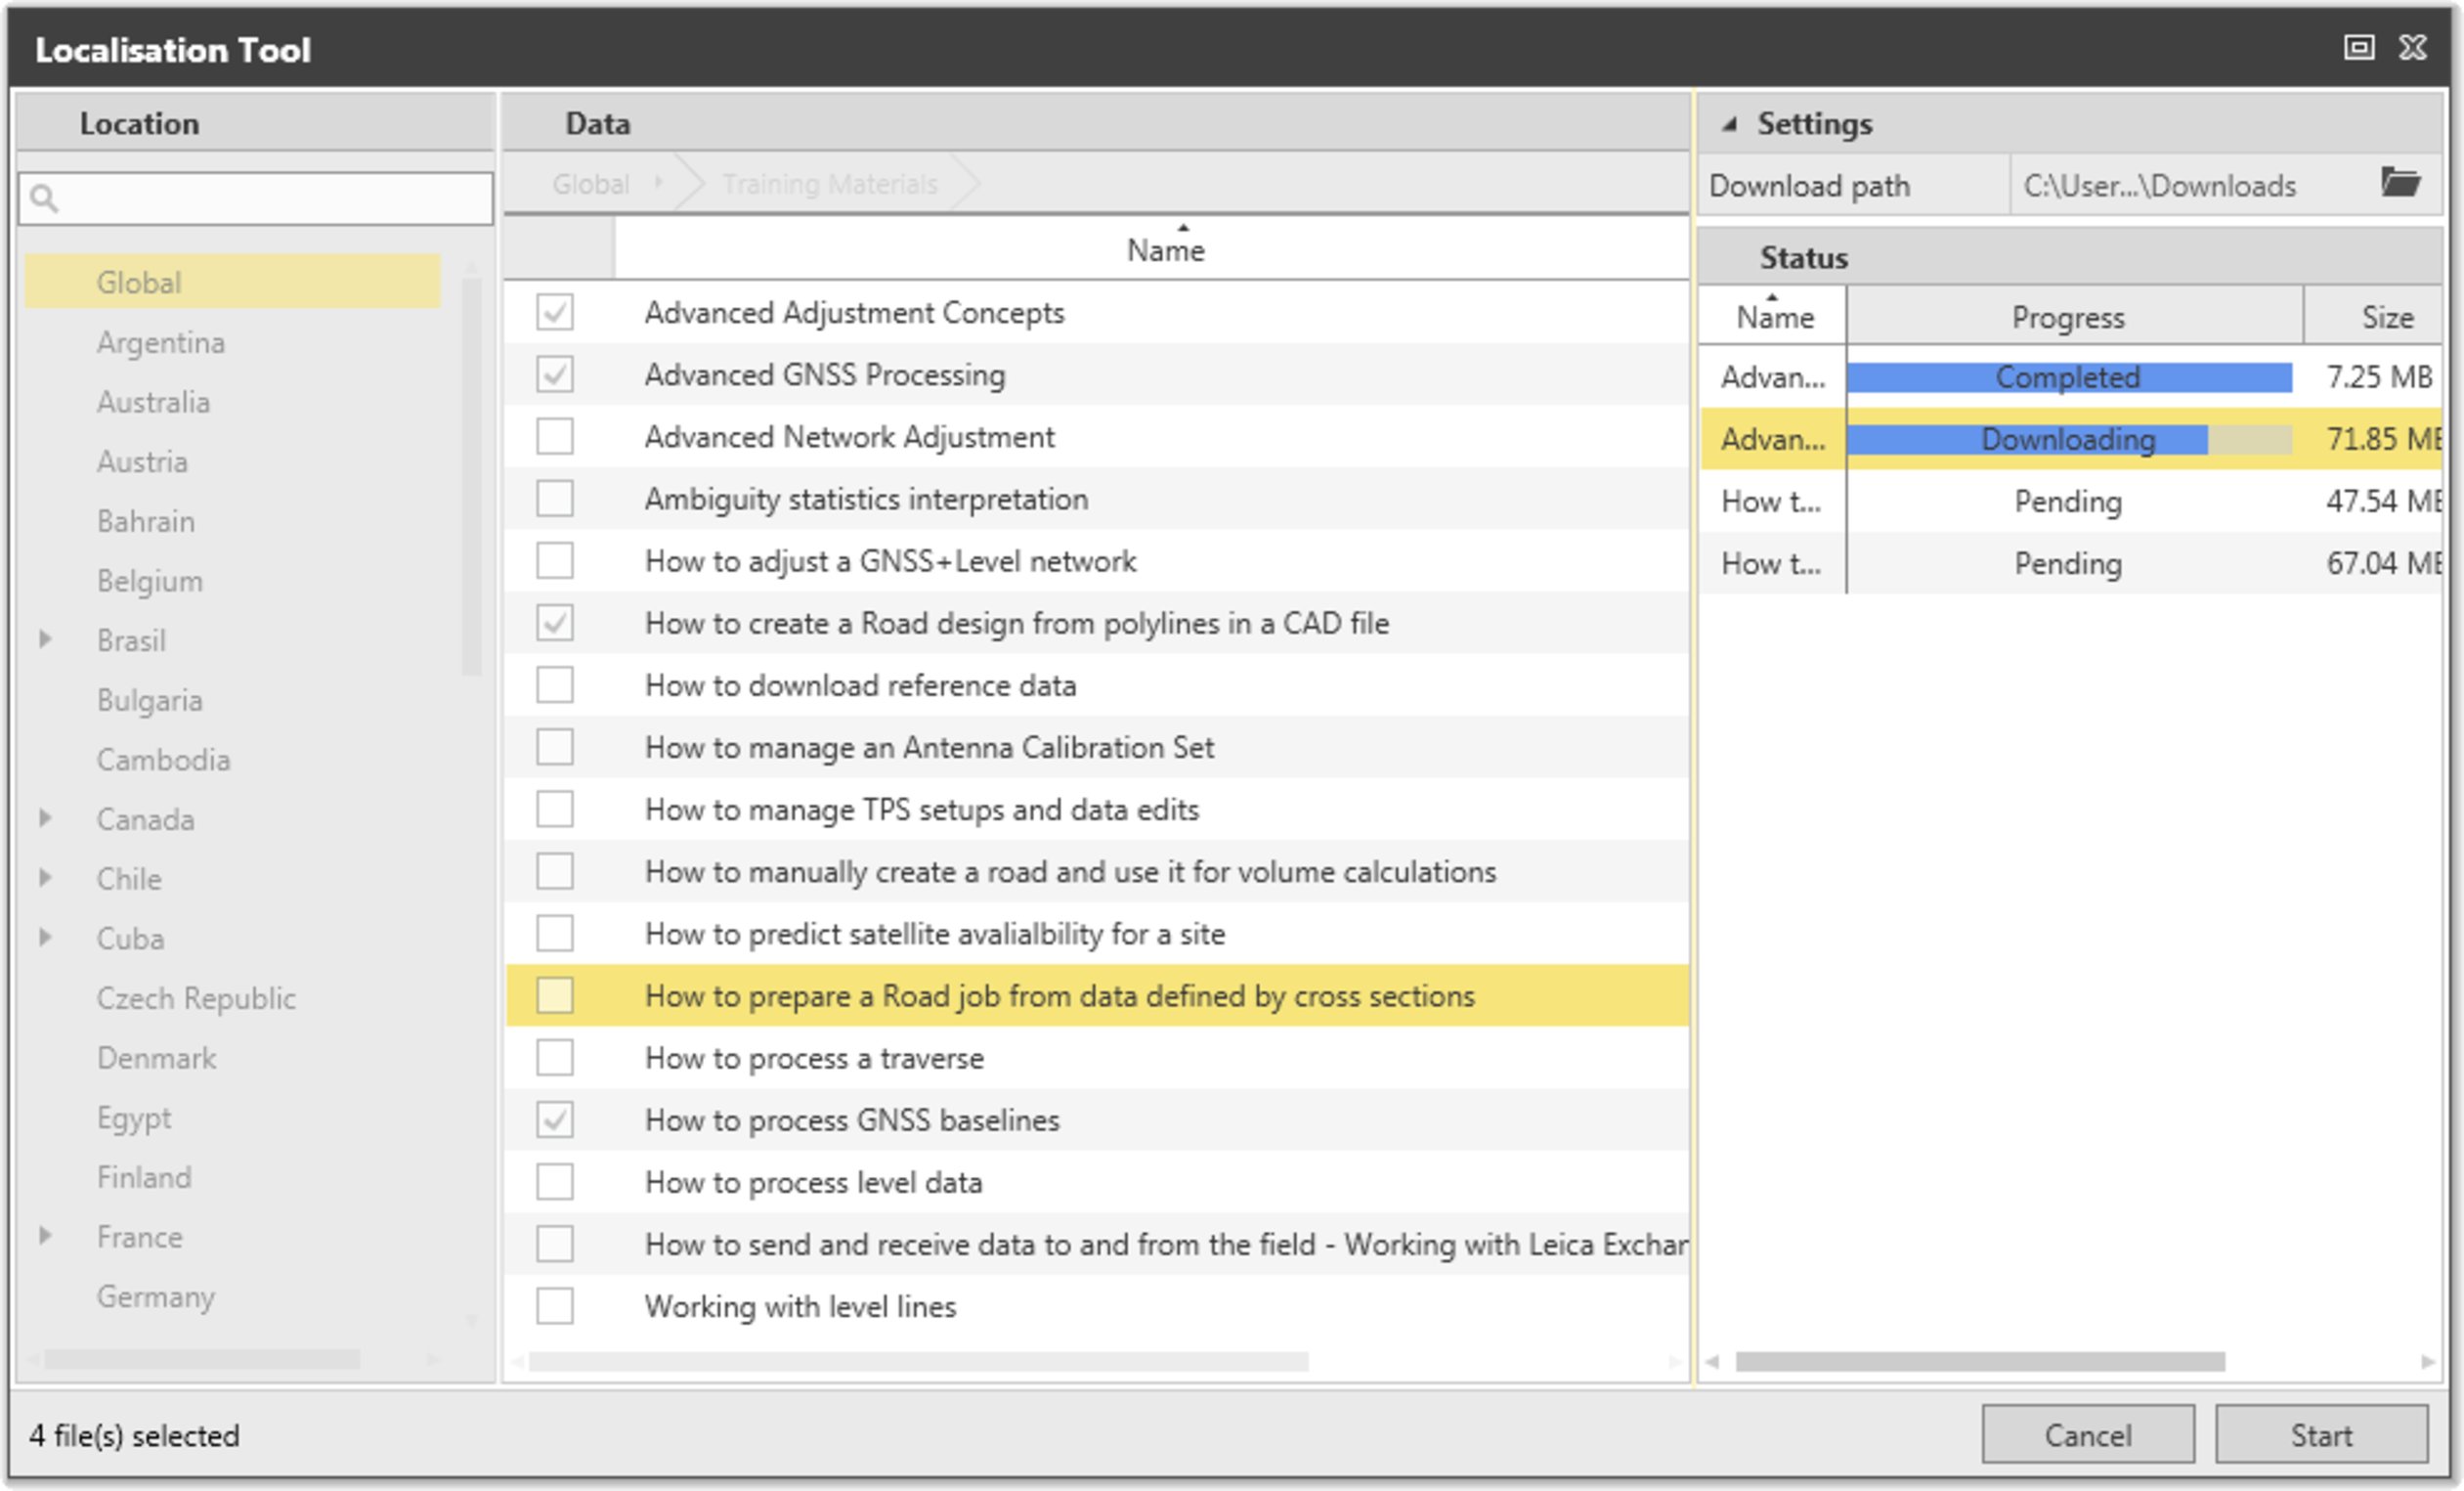 Localisation Tool
Location
Global
Argentina
Australia
Austria
Bahrain
Belgium
Brasil
Bulgaria
Cambodia
Canada
Chile
Cuba
Czech Republic
Denmark
Egypt
Finland
France
Germany
Data
Global Training Materials
Name
Advanced Adjustment Concepts
Advanced GNSS Processing
Advanced Network Adjustment
Ambiguity statistics interpretation
How to adjust a GNSS+Level network
How to create a Road design from polylines in a CAD file
How to download reference data
How to manage an Antenna Calibration Set
How to manage TPS setups and data edits
How to manually create a road and use it for volume calculations
How to predict satellite avalialbility for a site
How to prepare a Road job from data defined by cross sections
How to process a traverse
How to process GNSS baselines
How to process level data
How to send and receive data to and from the field - Working with Leica Exchan
Working with level lines
Settings
Download path C:\User...\Downloads
Status
Name Progress Size
Advan... Completed 7.25 MB
Advan... Downloading 71.85 MB
How t... Pending 47.54 MB
How t... Pending 67.04 MB
4 file(s) selected
Cancel Start